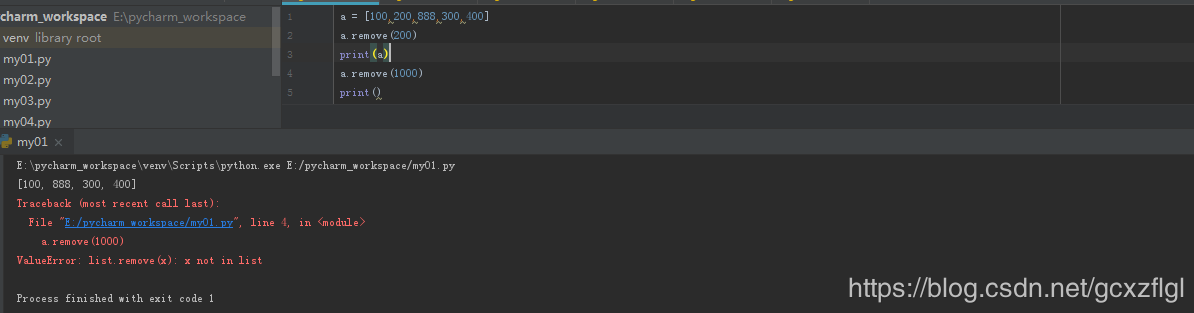 charm_workspace E:\pycharm_workspace
venv library root
my01.py
my02.py
my03.py
my04.py
1 a = [100,200,888,300,400]
2 a.remove(200)
3 print(a)
4 a.remove(1000)
5 print()
my01 ×
E:\pycharm_workspace\venv\Scripts\python.exe E:/pycharm_workspace/my01.py
[100, 888, 300, 400]
Traceback (most recent call last):
File "E:/pycharm_workspace/my01.py", line 4, in <module>
a.remove(1000)
ValueError: list.remove(x): x not in list
Process finished with exit code 1
https://blog.csdn.net/gcxzflgl